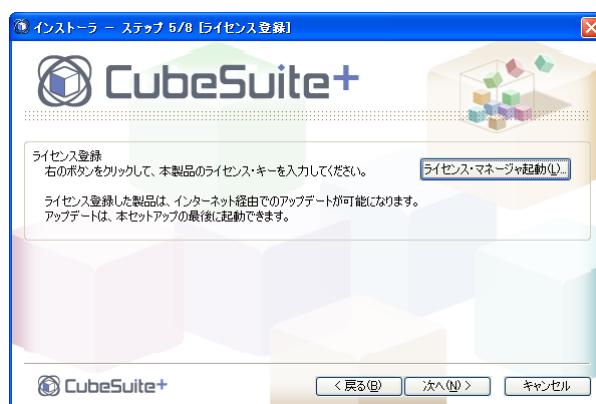 インストーラ － ステップ 5/8 [ライセンス登録]
CubeSuite+
ライセンス登録
右のボタンをクリックして、本製品のライセンス・キーを入力してください。
ライセンス・マネージャ起動(L)...
ライセンス登録した製品は、インターネット経由でのアップデートが可能になります。
アップデートは、本セットアップの最後に起動できます。
CubeSuite+
< 戻る(B)
次へ(N) >
キャンセル